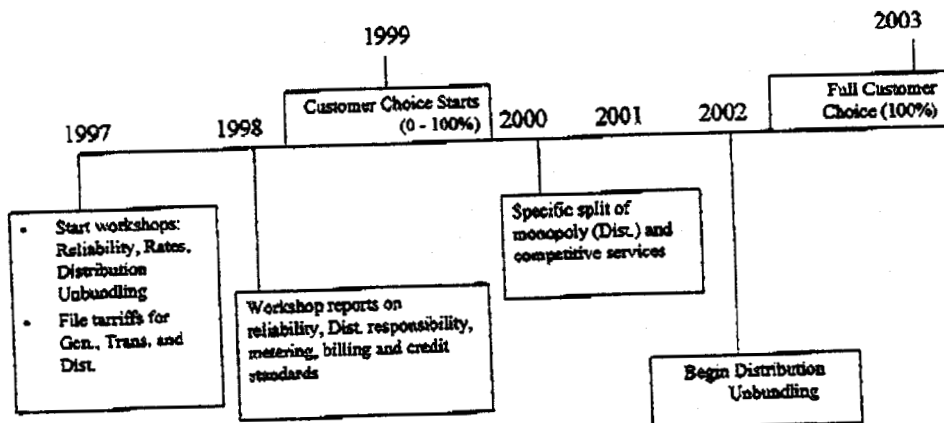 1999
2003
Customer Choice Starts
(0 - 100%)
Full Customer
Choice (100%)
1997
1998
2000
2001
2002
• Start workshops:
Reliability, Rates,
Distribution
Unbundling
• File tarriffs for
Gen., Trans. and
Dist.
Workshop reports on
reliability, Dist. responsibility,
metering, billing and credit
standards
Specific split of
monopoly (Dist.) and
competitive services
Begin Distribution
Unbundling